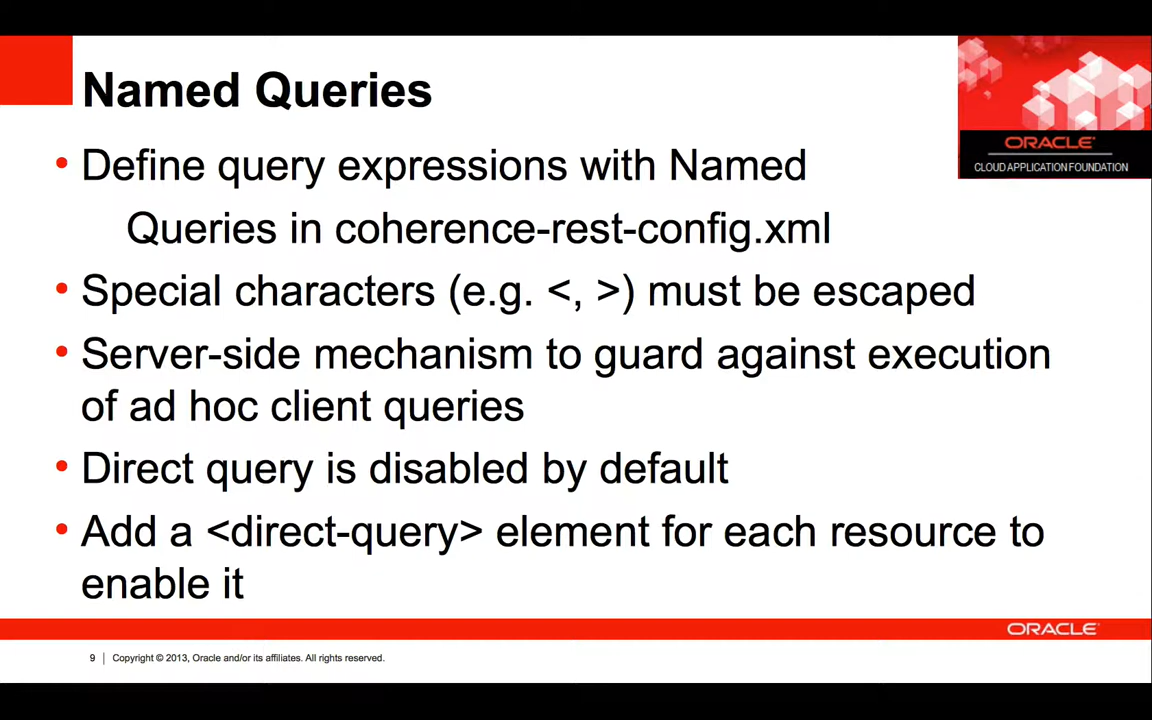 Named Queries
ORACLE
CLOUD APPLICATION FOUNDATION
• Define query expressions with Named
Queries in coherence-rest-config.xml
• Special characters (e.g. <, >) must be escaped
• Server-side mechanism to guard against execution
of ad hoc client queries
• Direct query is disabled by default
• Add a <direct-query> element for each resource to
enable it
ORACLE
9 | Copyright © 2013, Oracle and/or its affiliates. All rights reserved.